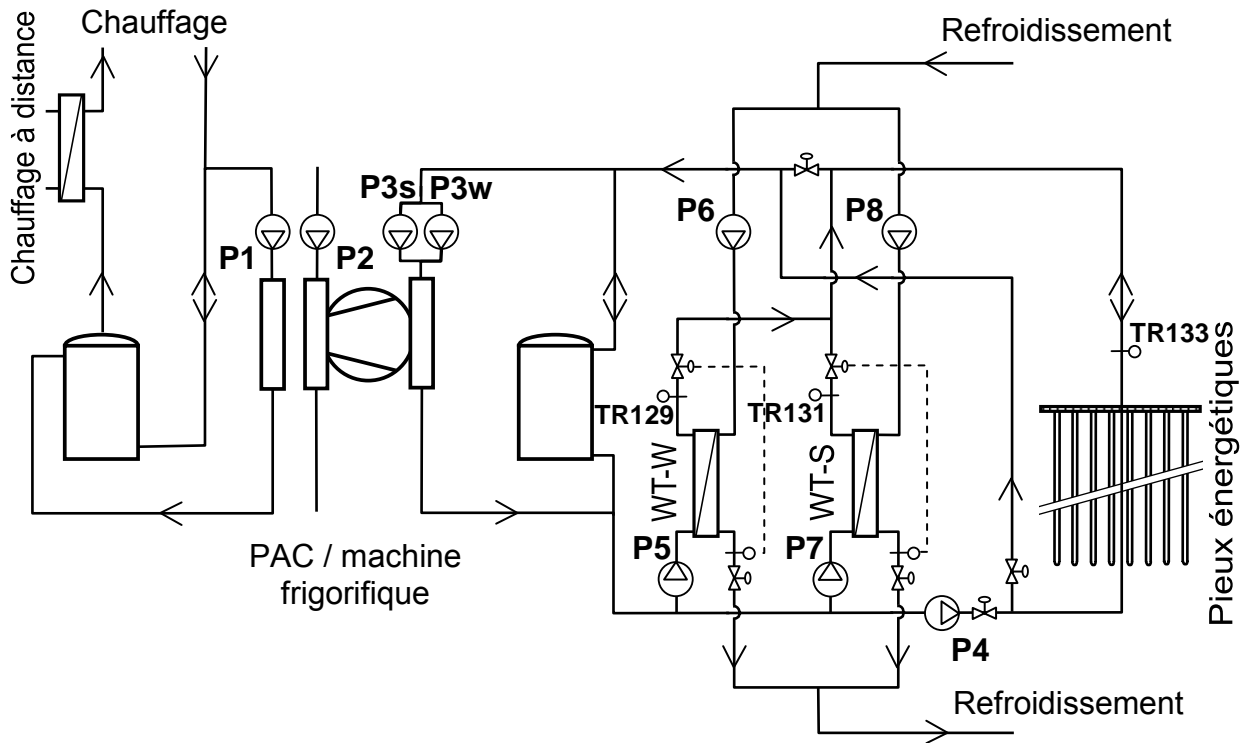 Chauffage
Refroidissement
Chauffage à distance
P3s
P3w
P6
P8
P1
P2
TR133
TR129
TR131
WT-W
WT-S
Pieux énergétiques
P5
P7
PAC / machine
frigorifique
P4
Refroidissement